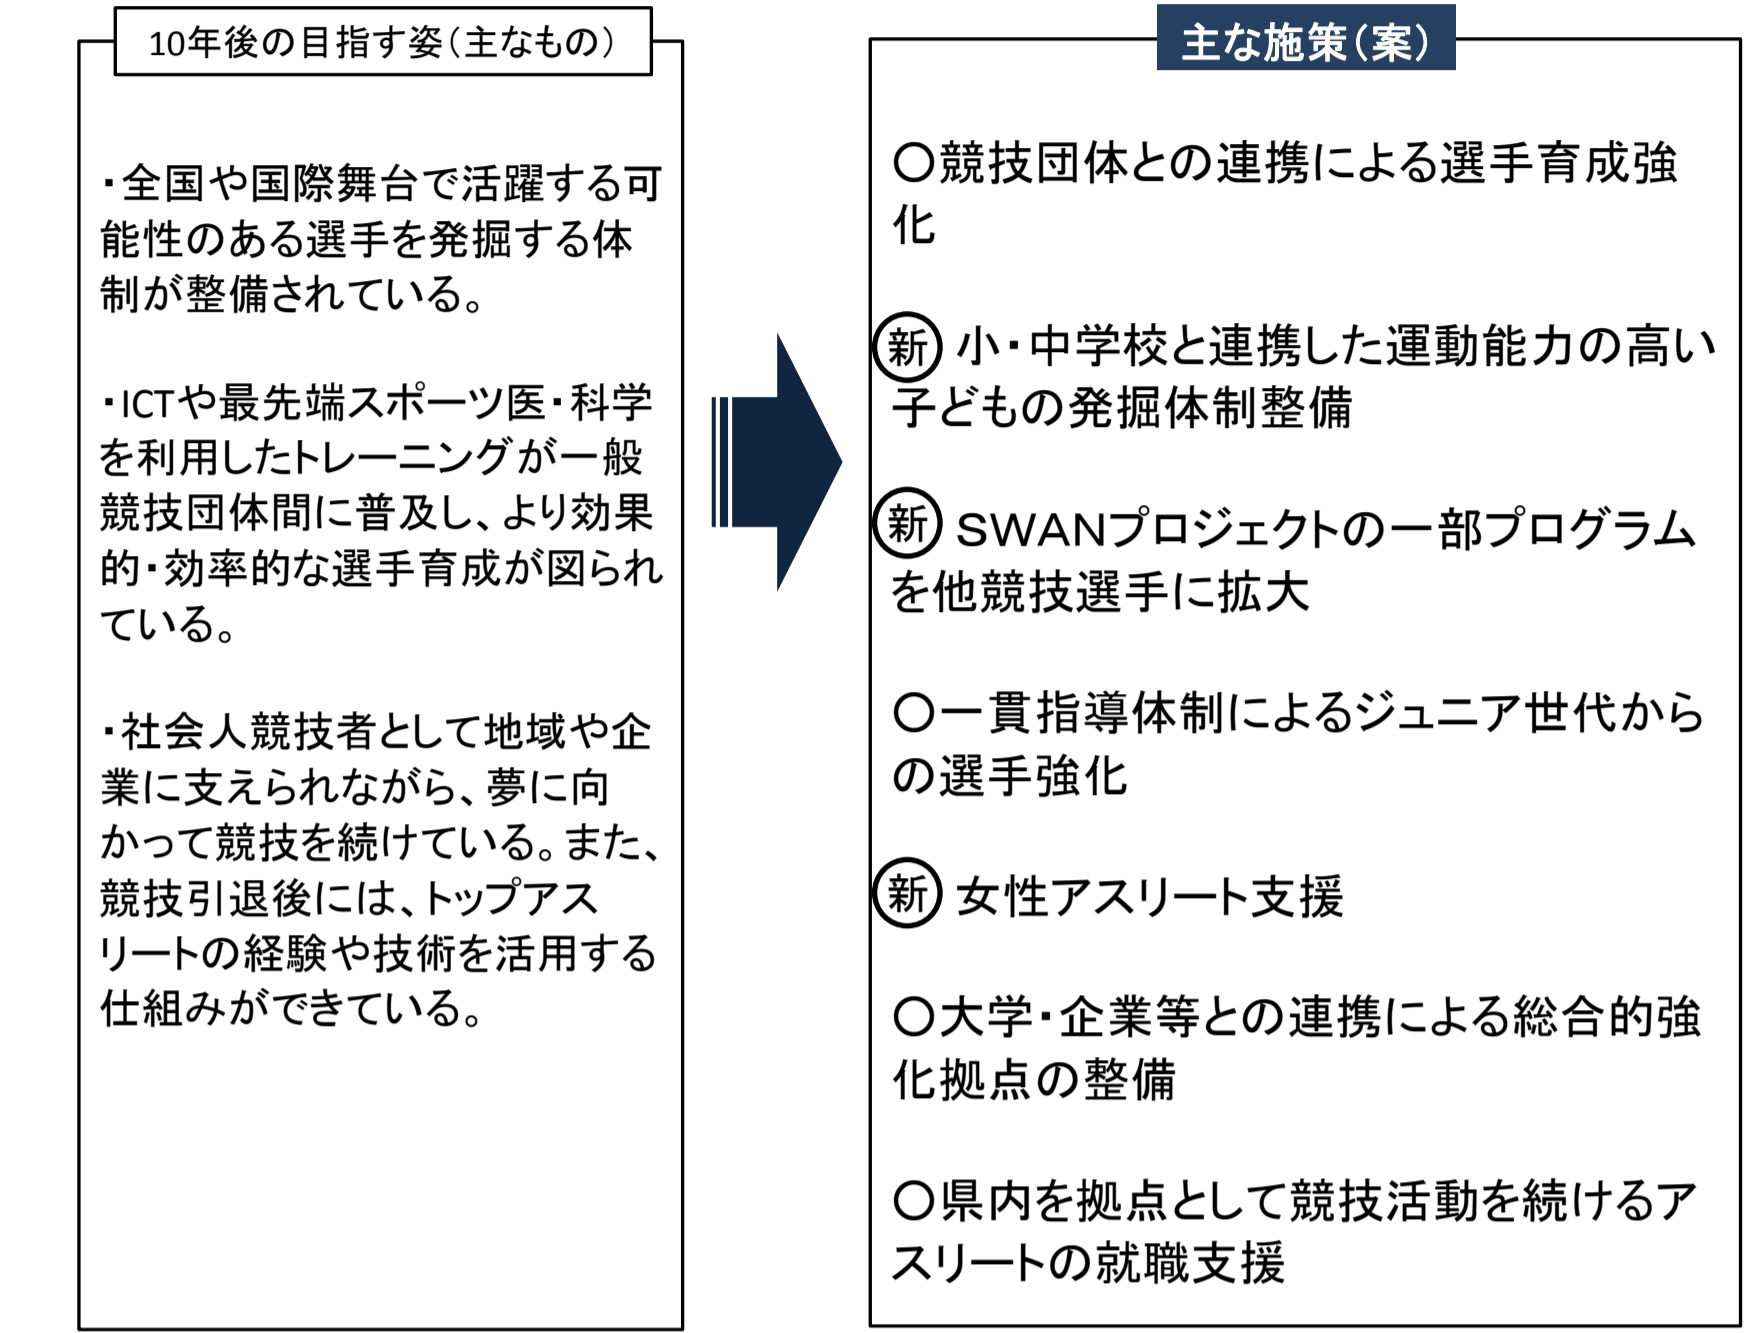 10年後の目指す姿（主なもの）
・全国や国際舞台で活躍する可
能性のある選手を発掘する体
制が整備されている。
・ICTや最先端スポーツ医・科学
を利用したトレーニングが一般
競技団体間に普及し、より効果
的・効率的な選手育成が図られ
ている。
・社会人競技者として地域や企
業に支えられながら、夢に向
かって競技を続けている。また、
競技引退後には、トップアス
リートの経験や技術を活用する
仕組みができている。
主な施策（案）
○競技団体との連携による選手育成強
化
新 小・中学校と連携した運動能力の高い
子どもの発掘体制整備
新 SWANプロジェクトの一部プログラム
を他競技選手に拡大
○一貫指導体制によるジュニア世代から
の選手強化
新 女性アスリート支援
○大学・企業等との連携による総合的強
化拠点の整備
○県内を拠点として競技活動を続けるア
スリートの就職支援